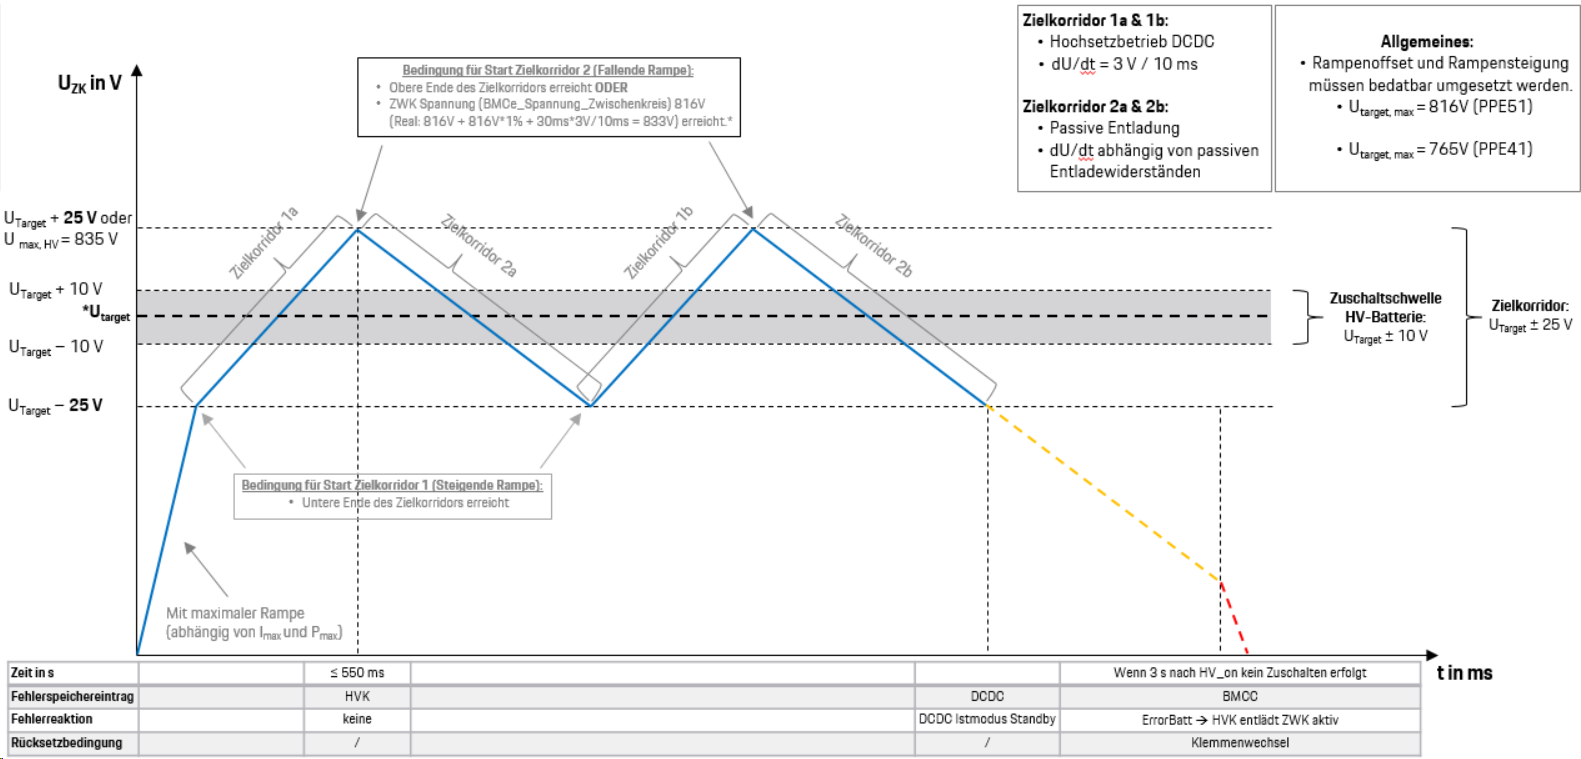 Zielkorridor 1a & 1b:
• Hochsetzbetrieb DCDC
• dU/dt = 3 V / 10 ms
Zielkorridor 2a & 2b:
• Passive Entladung
• dU/dt abhängig von passiven
Entladewiderständen
Allgemeines:
• Rampenoffset und Rampensteigung
müssen bedatbar umgesetzt werden.
• Utarget, max = 816V (PPE51)
• Utarget, max = 765V (PPE41)
UZK in V
Bedingung für Start Zielkorridor 2 (Fallende Rampe):
• Obere Ende des Zielkorridors erreicht ODER
• ZWK Spannung (BMCe_Spannung_Zwischenkreis) 816V
(Real: 816V + 816V*1% + 30ms*3V/10ms = 833V) erreicht.*
UTarget + 25 V oder
U max, HV = 835 V
UTarget + 10 V
*Utarget
UTarget – 10 V
UTarget – 25 V
Zielkorridor 1a
Zielkorridor 2a
Zielkorridor 1b
Zielkorridor 2b
Zuschaltschwelle
HV-Batterie:
UTarget ± 10 V
Zielkorridor:
UTarget ± 25 V
Bedingung für Start Zielkorridor 1 (Steigende Rampe):
• Untere Ende des Zielkorridors erreicht
Mit maximaler Rampe
(abhängig von Imax und Pmax)
t in ms
Zeit in s ≤ 550 ms Wenn 3 s nach HV_on kein Zuschalten erfolgt
Fehlerspeichereintrag HVK DCDC BMCC
Fehlerreaktion keine DCDC Istmodus Standby ErrorBatt → HVK entlädt ZWK aktiv
Rücksetzbedingung / / Klemmenwechsel